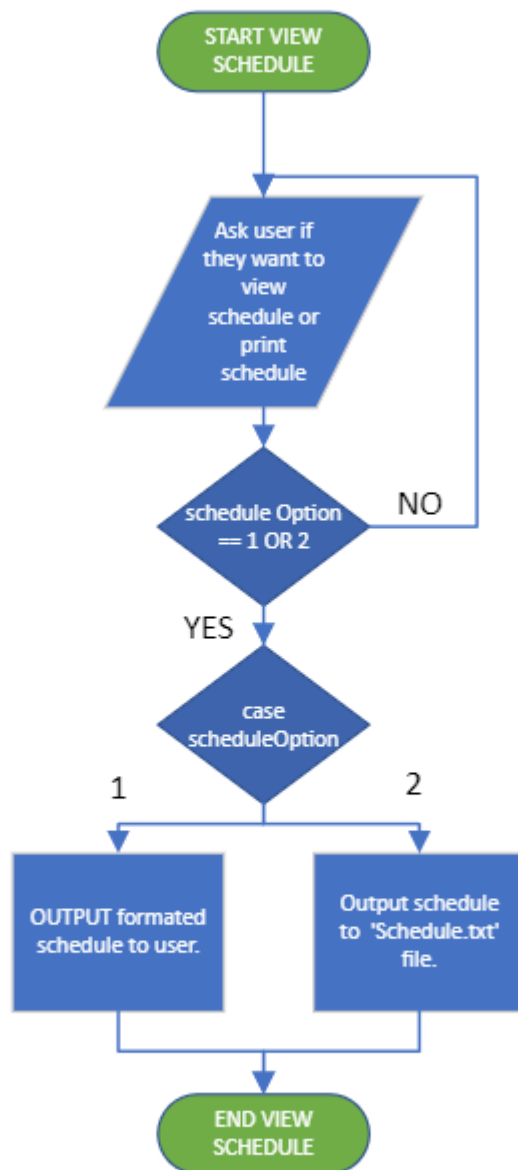 START VIEW
SCHEDULE
Ask user if
they want to
view
schedule or
print
schedule
schedule Option
== 1 OR 2
NO
YES
case
scheduleOption
1
2
OUTPUT formated
schedule to user.
Output schedule
to 'Schedule.txt'
file.
END VIEW
SCHEDULE